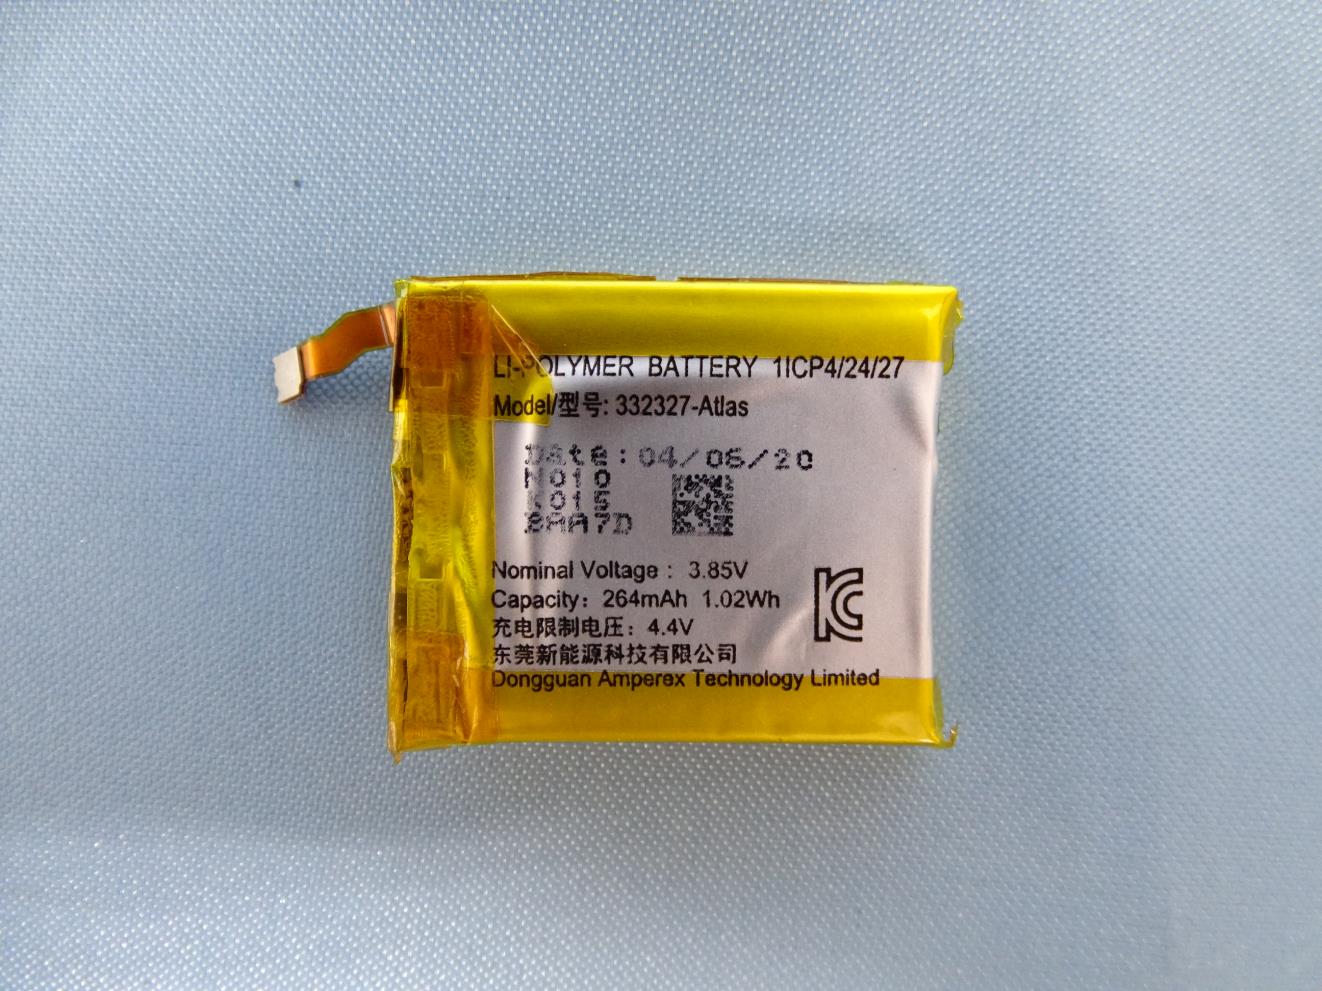 LI-POLYMER BATTERY 1ICP4/24/27
Model/型号: 332327-Atlas
Date: 04/06/20
N010
K015
8AA7D
Nominal Voltage : 3.85V
Capacity: 264mAh 1.02Wh
充电限制电压: 4.4V
东莞新能源科技有限公司
Dongguan Amperex Technology Limited